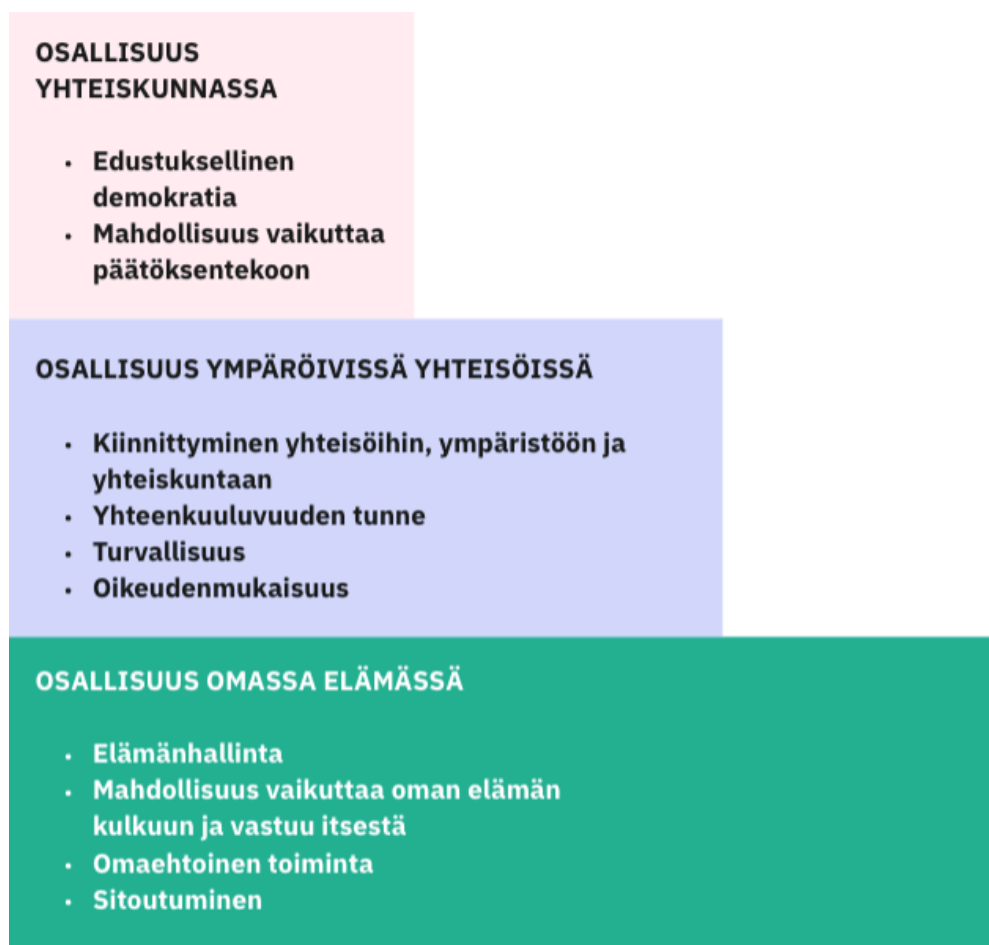 OSALLISUUS
YHTEISKUNNASSA
• Edustuksellinen
demokratia
• Mahdollisuus vaikuttaa
päätöksentekoon
OSALLISUUS YMPÄRÖIVISSÄ YHTEISÖISSÄ
• Kiinnittyminen yhteisöihin, ympäristöön ja
yhteiskuntaan
• Yhteenkuuluvuuden tunne
• Turvallisuus
• Oikeudenmukaisuus
OSALLISUUS OMASSA ELÄMÄSSÄ
• Elämänhallinta
• Mahdollisuus vaikuttaa oman elämän
kulkuun ja vastuu itsestä
• Omaehtoinen toiminta
• Sitoutuminen